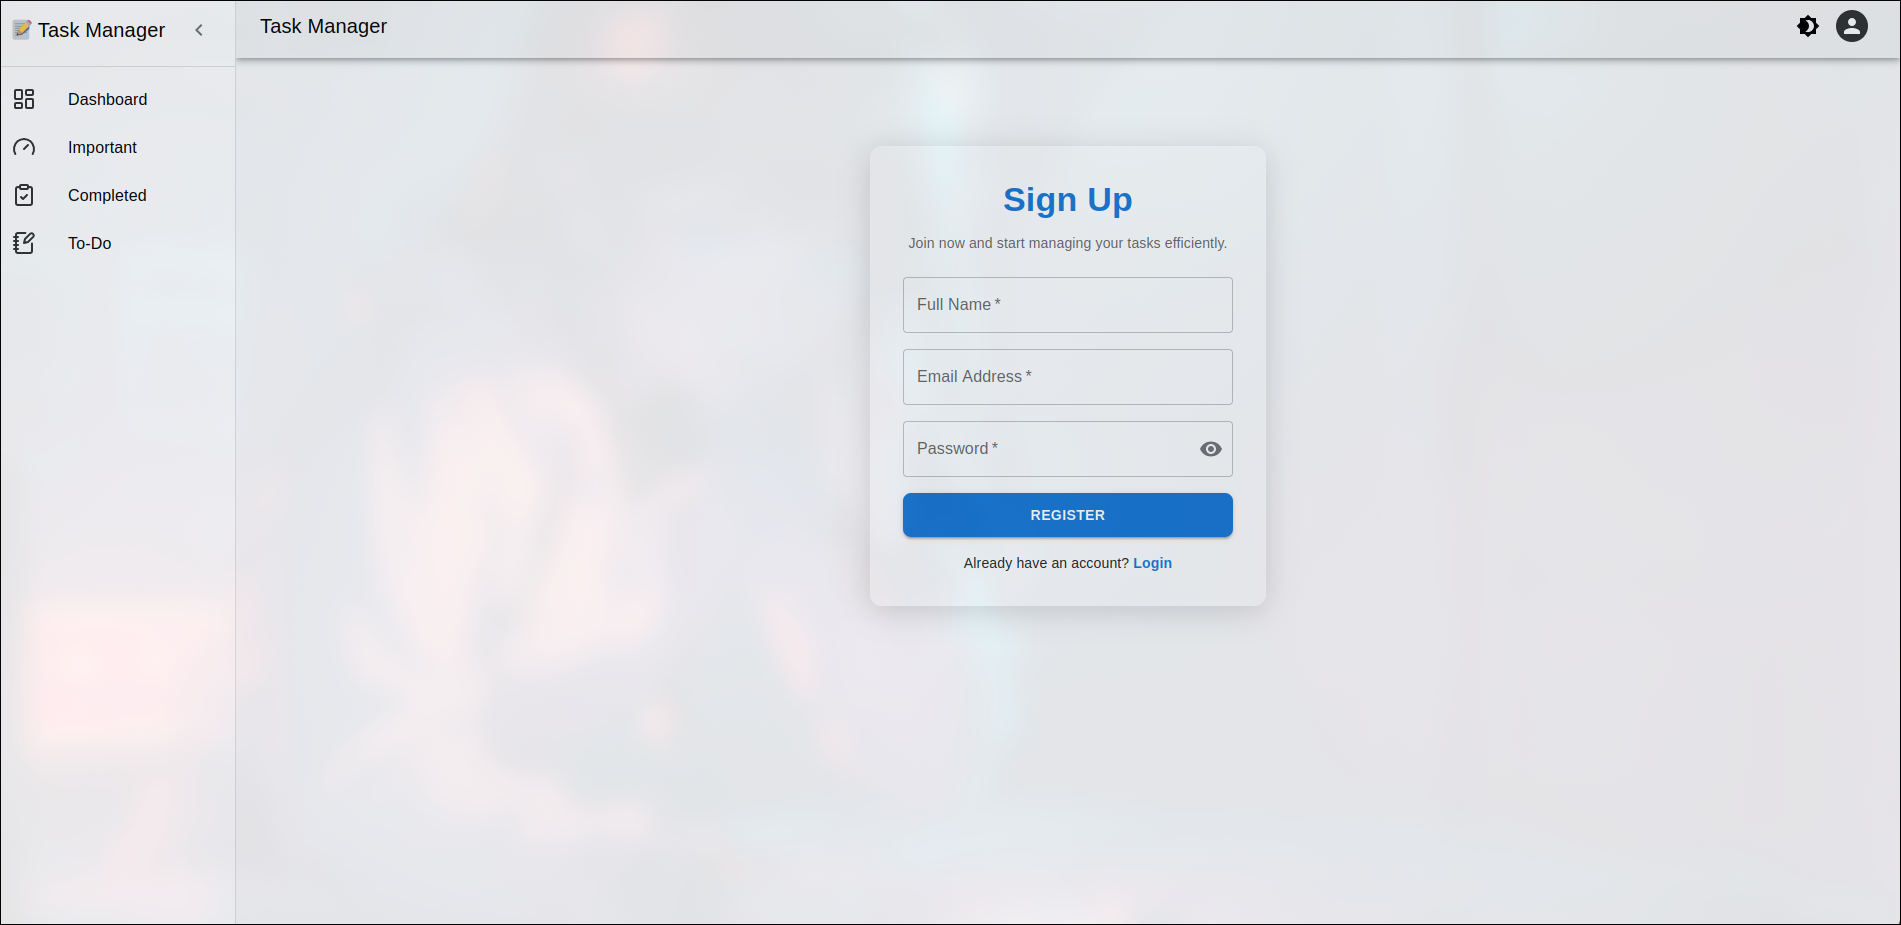 Task Manager
Dashboard
Important
Completed
To-Do
Task Manager
Sign Up
Join now and start managing your tasks efficiently.
Full Name *
Email Address *
Password *
REGISTER
Already have an account? Login